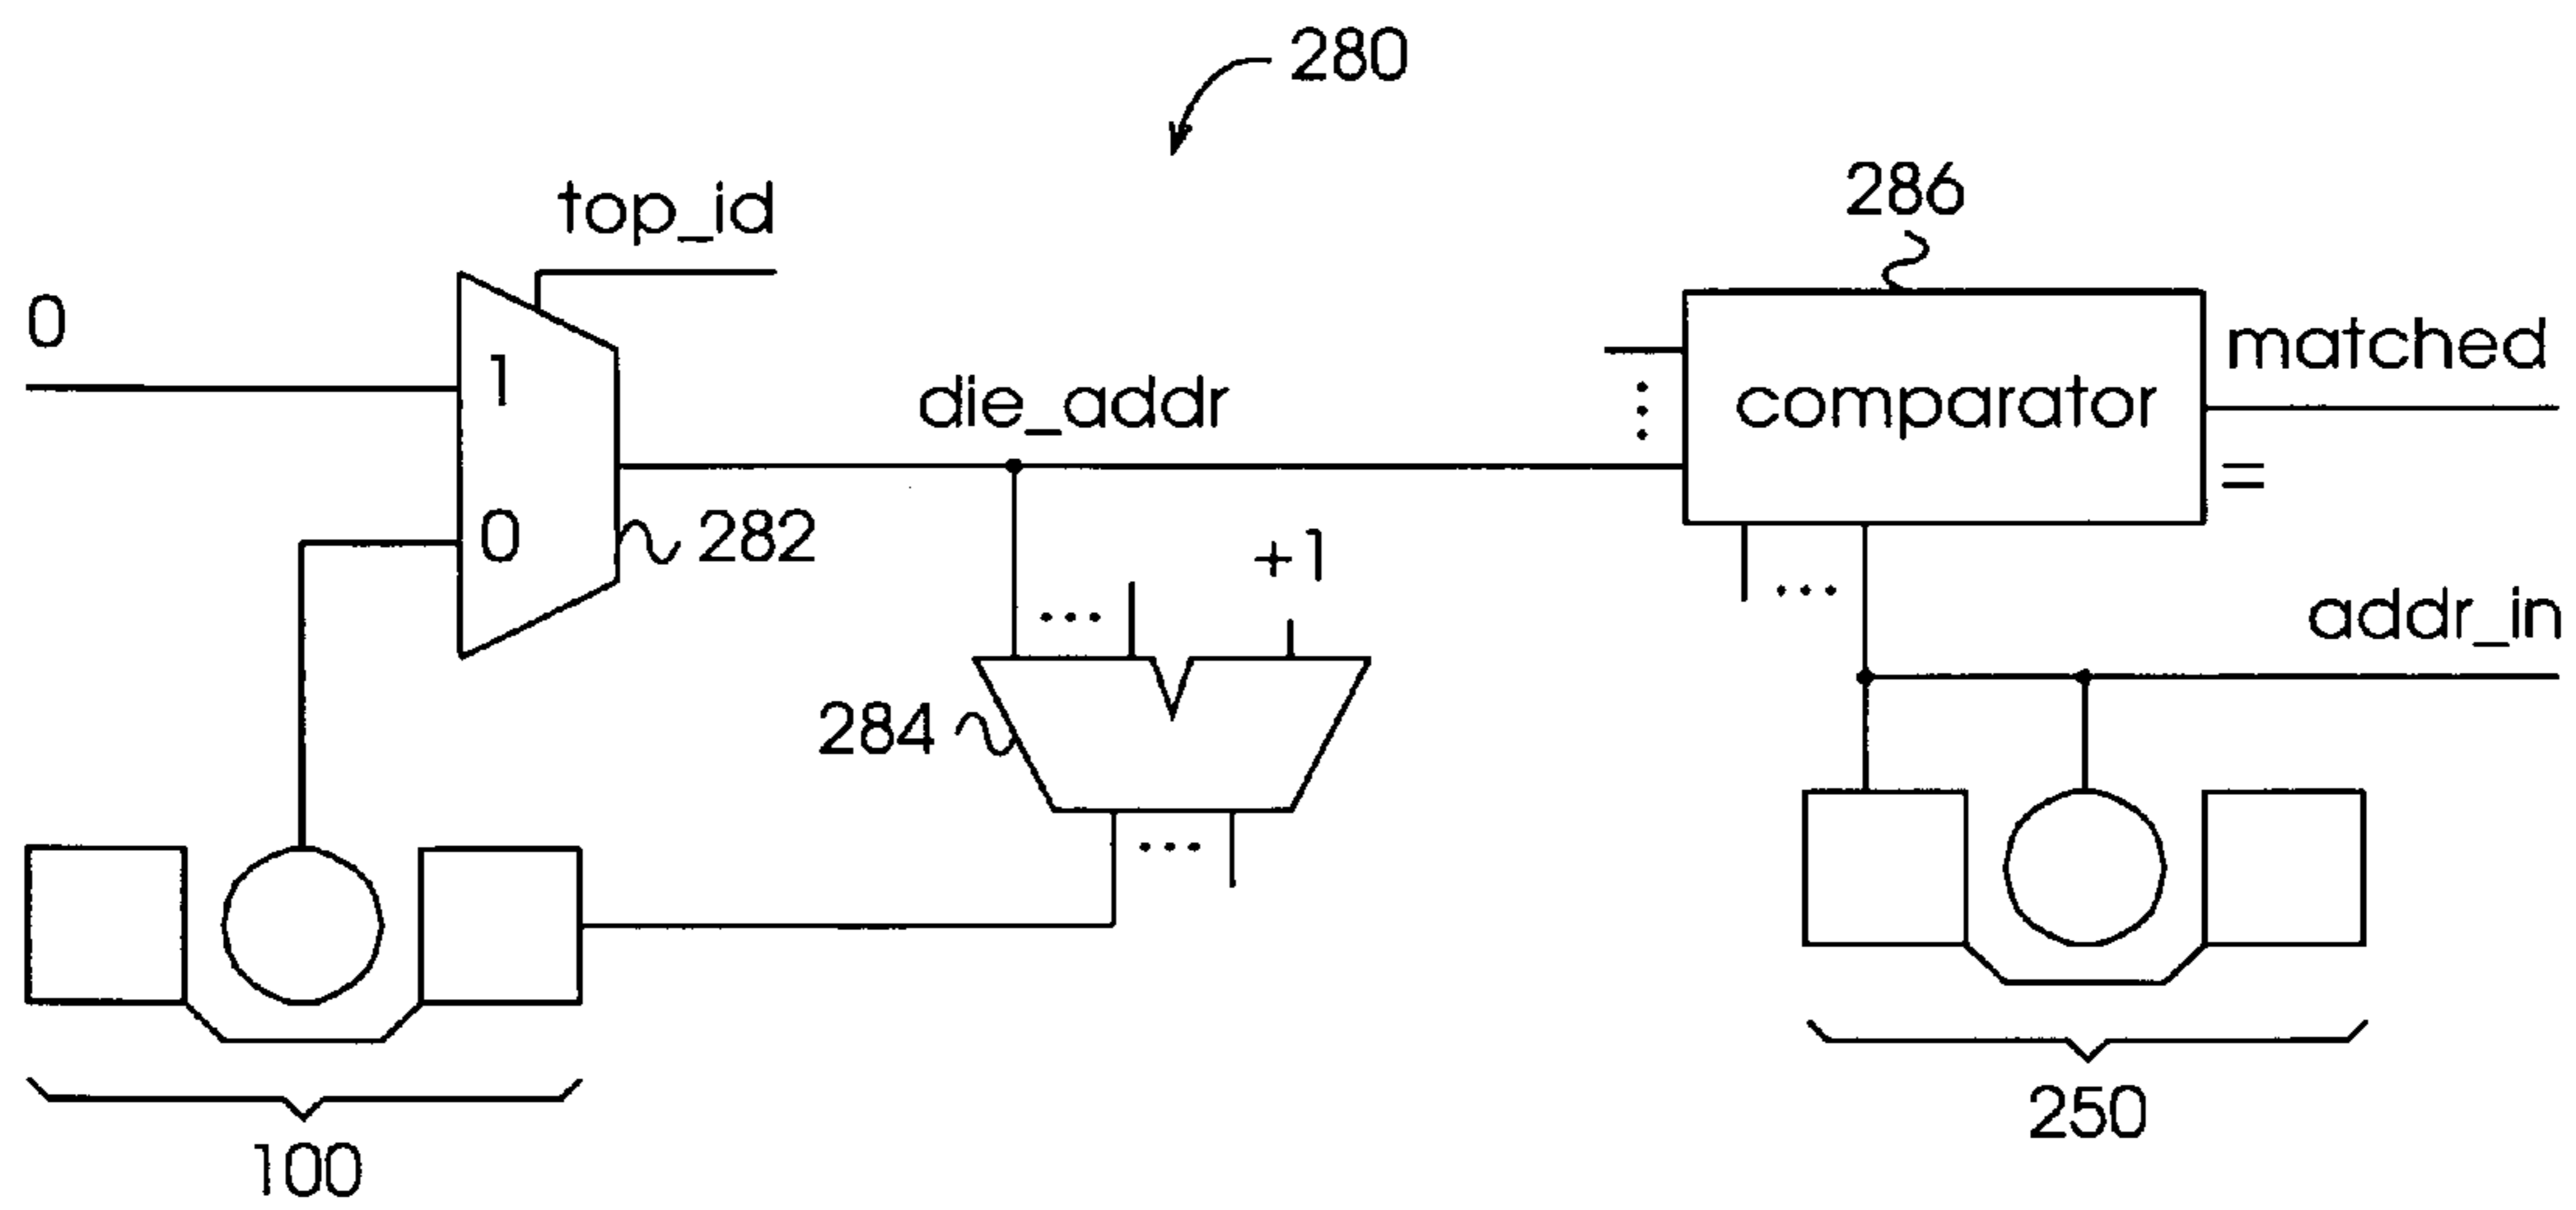 280
top_id
286
0
1
matched
die_addr
comparator
=
0
282
+1
addr_in
284
250
100